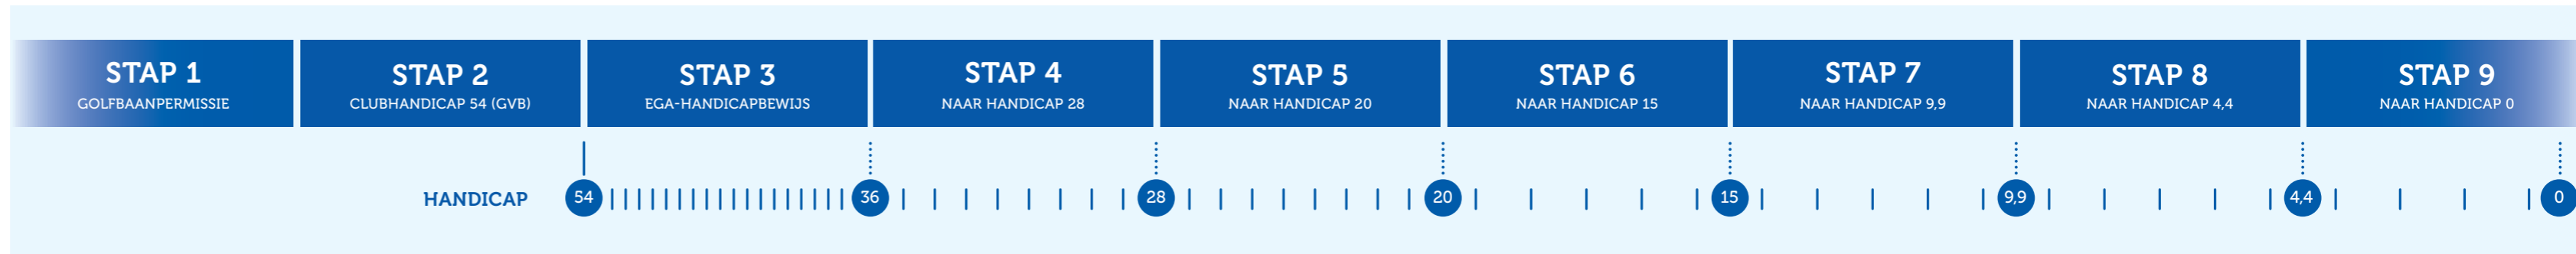 STAP 1
GOLFBAANPERMISSIE
STAP 2
CLUBHANDICAP 54 (GVB)
STAP 3
EGA-HANDICAPBEWIJS
STAP 4
NAAR HANDICAP 28
STAP 5
NAAR HANDICAP 20
STAP 6
NAAR HANDICAP 15
STAP 7
NAAR HANDICAP 9,9
STAP 8
NAAR HANDICAP 4,4
STAP 9
NAAR HANDICAP 0
HANDICAP 54 36 28 20 15 9,9 4,4 0